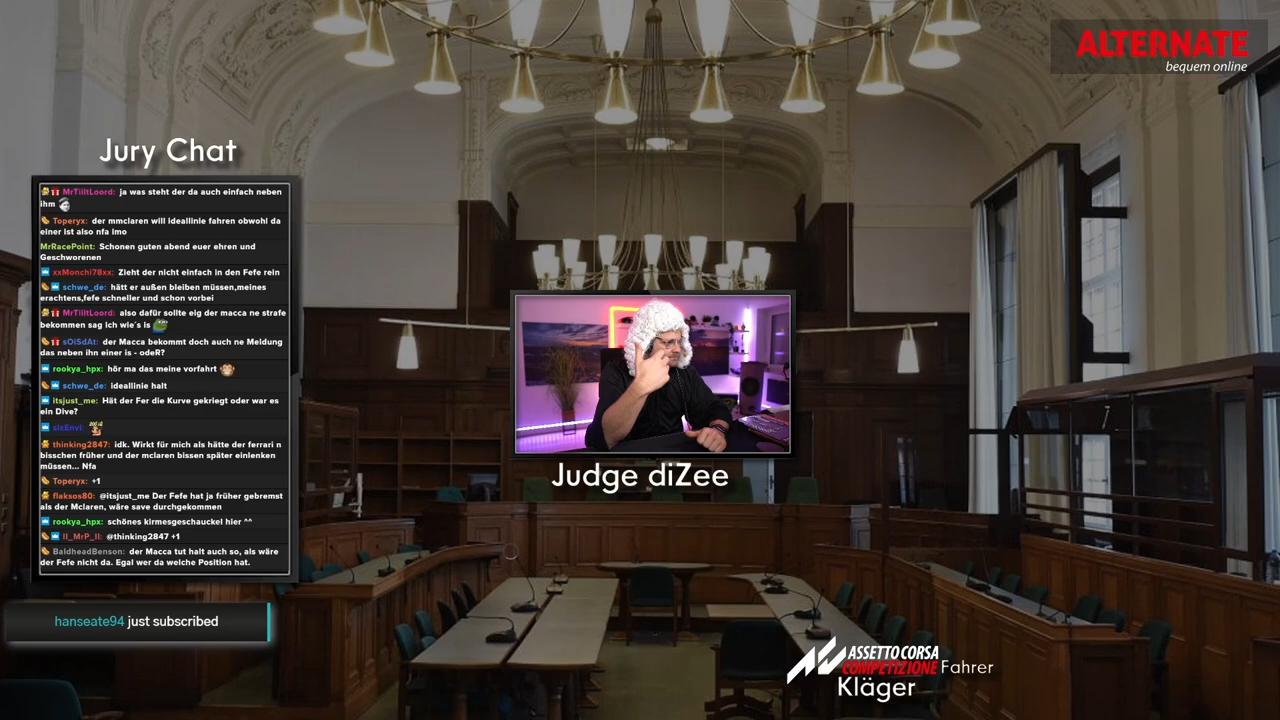 ALTERNATE
bequem online
Jury Chat
MrTiiltLoord: ja was steht der da auch einfach neben
ihm
Toperyx: der mmclaren will ideallinie fahren obwohl da
einer ist also nfa imo
MrRacePoint: Schonen guten abend euer ehren und
Geschworenen
xxMonchi78xx: Zieht der nicht einfach in den Fefe rein
schwe_de: hätt er außen bleiben müssen,meines
erachtens,fefe schneller und schon vorbei
MrTiiltLoord: also dafür sollte eig der macca ne strafe
bekommen sag ich wie´s is
sOiSdAt: der Macca bekommt doch auch ne Meldung
das neben ihn einer is - odeR?
rookya_hpx: hör ma das meine vorfahrt
schwe_de: ideallinie halt
itsjust_me: Hät der Fer die Kurve gekriegt oder war es
ein Dive?
thinking2847: idk. Wirkt für mich als hätte der ferrari n
bisschen früher und der mclaren bissen später einlenken
müssen... Nfa
Toperyx: +1
flaksos80: @itsjust_me Der Fefe hat ja früher gebremst
als der Mclaren, wäre save durchgekommen
rookya_hpx: schönes kirmesgeschauckel hier ^^
II_MrP_II: @thinking2847 +1
BaldheadBenson: der Macca tut halt auch so, als wäre
der Fefe nicht da. Egal wer da welche Position hat.
Judge diZee
hanseate94 just subscribed
ASSETTO CORSA
COMPETIZIONE Fahrer
Kläger